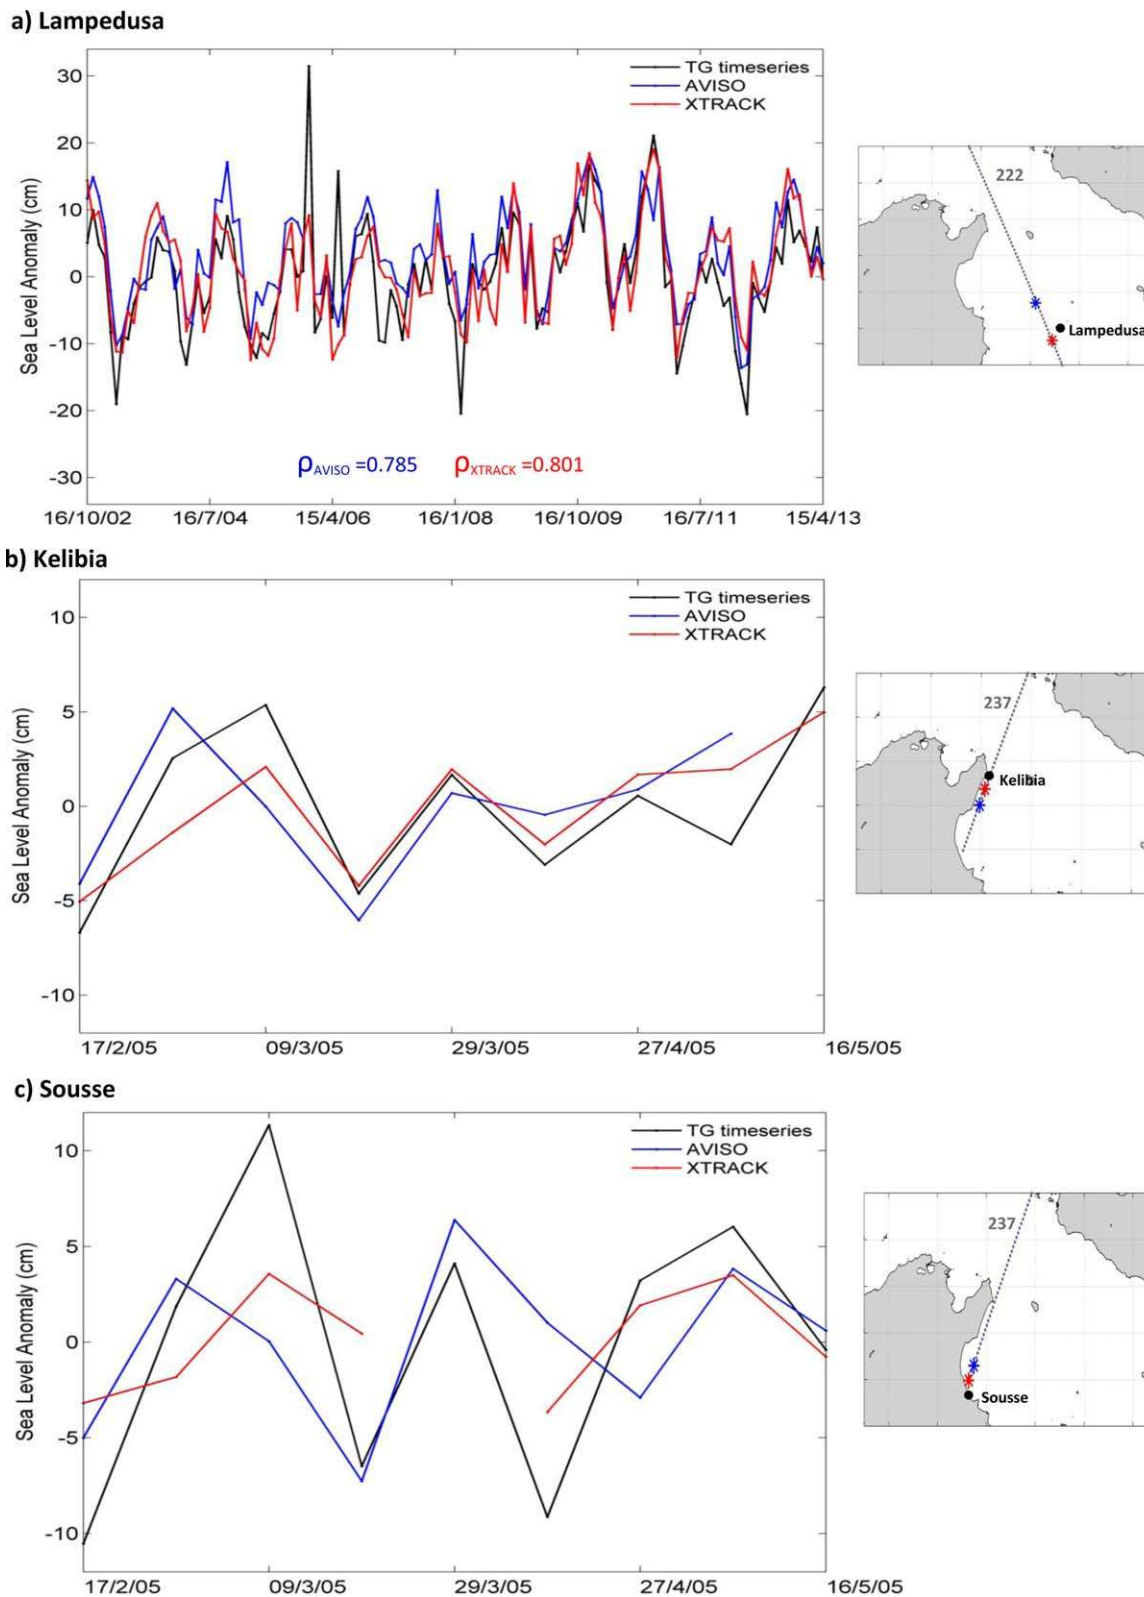 a) Lampedusa
TG timeseries
AVISO
XTRACK
Sea Level Anomaly (cm)
30
20
10
0
-10
-20
-30
ρAVISO =0.785
ρXTRACK =0.801
16/10/02
16/7/04
15/4/06
16/1/08
16/10/09
16/7/11
15/4/13
222
Lampedusa
b) Kelibia
TG timeseries
AVISO
XTRACK
Sea Level Anomaly (cm)
10
5
0
-5
-10
17/2/05
09/3/05
29/3/05
27/4/05
16/5/05
237
Kelibia
c) Sousse
TG timeseries
AVISO
XTRACK
Sea Level Anomaly (cm)
10
5
0
-5
-10
17/2/05
09/3/05
29/3/05
27/4/05
16/5/05
237
Sousse